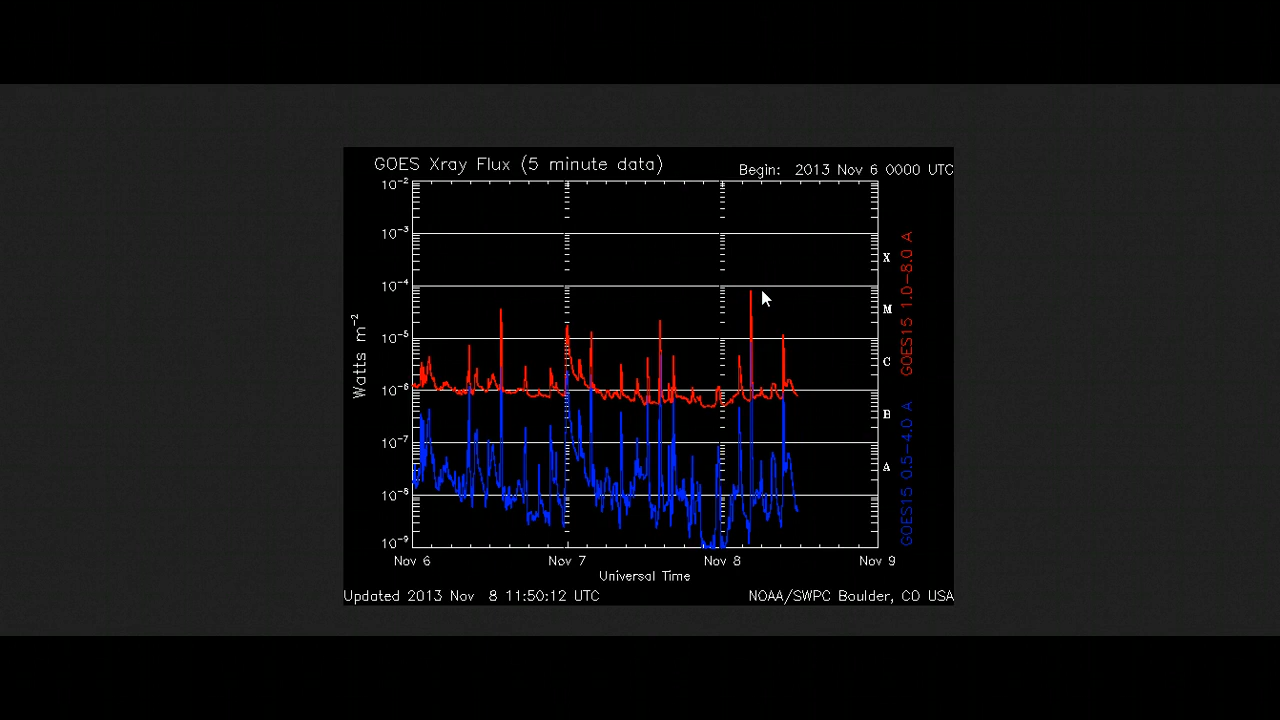 GOES Xray Flux (5 minute data)
Begin: 2013 Nov 6 0000 UTC
10-2
10-3
10-4
10-5
10-6
10-7
10-8
10-9
Watts m-2
X
M
C
B
A
GOES15 1.0-8.0 A
GOES15 0.5-4.0 A
Nov 6
Nov 7
Nov 8
Nov 9
Universal Time
Updated 2013 Nov 8 11:50:12 UTC
NOAA/SWPC Boulder, CO USA